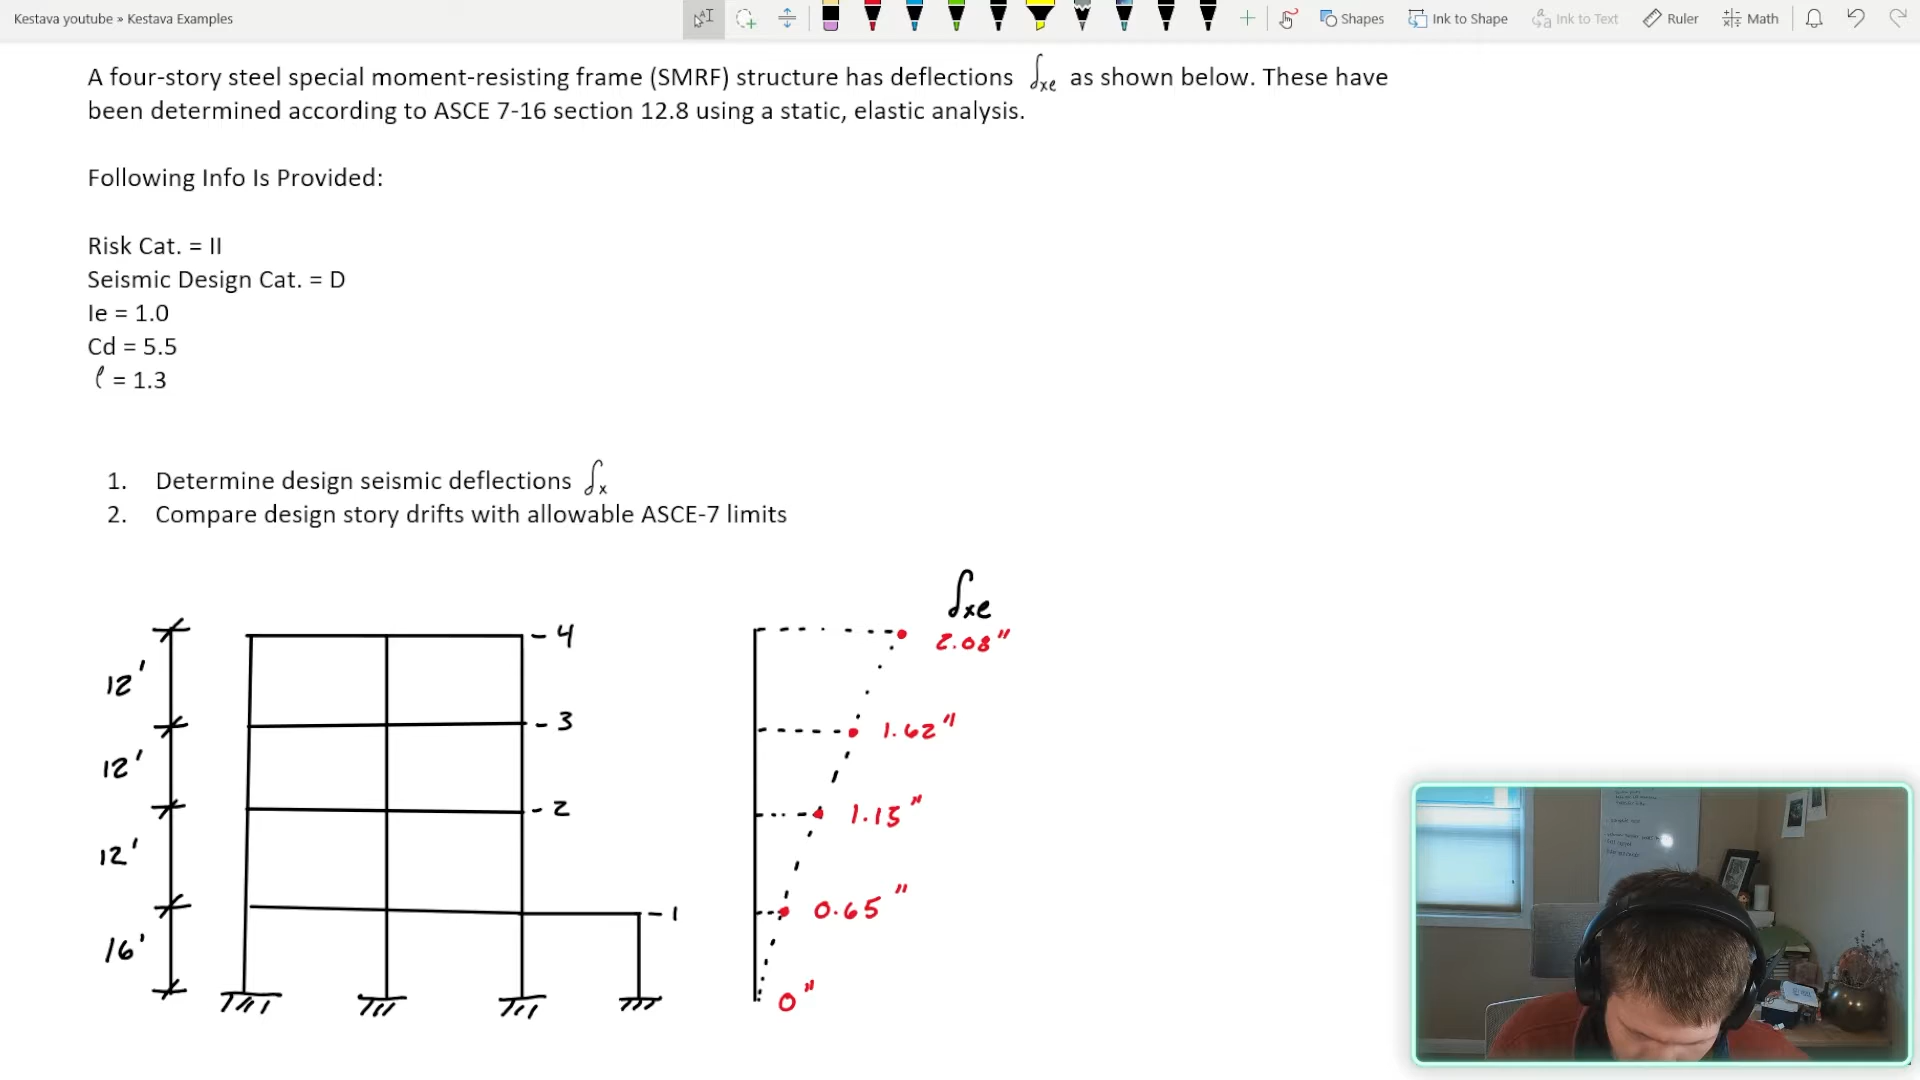 Kestava youtube » Kestava Examples
Shapes Ink to Shape Ink to Text Ruler Math
A four-story steel special moment-resisting frame (SMRF) structure has deflections δxe as shown below. These have
been determined according to ASCE 7-16 section 12.8 using a static, elastic analysis.
Following Info Is Provided:
Risk Cat. = II
Seismic Design Cat. = D
Ie = 1.0
Cd = 5.5
ρ = 1.3
1. Determine design seismic deflections δx
2. Compare design story drifts with allowable ASCE-7 limits
δxe
- 4
2.08"
12'
- 3
1.62"
12'
- 2
1.15"
12'
- 1
0.65"
16'
0"